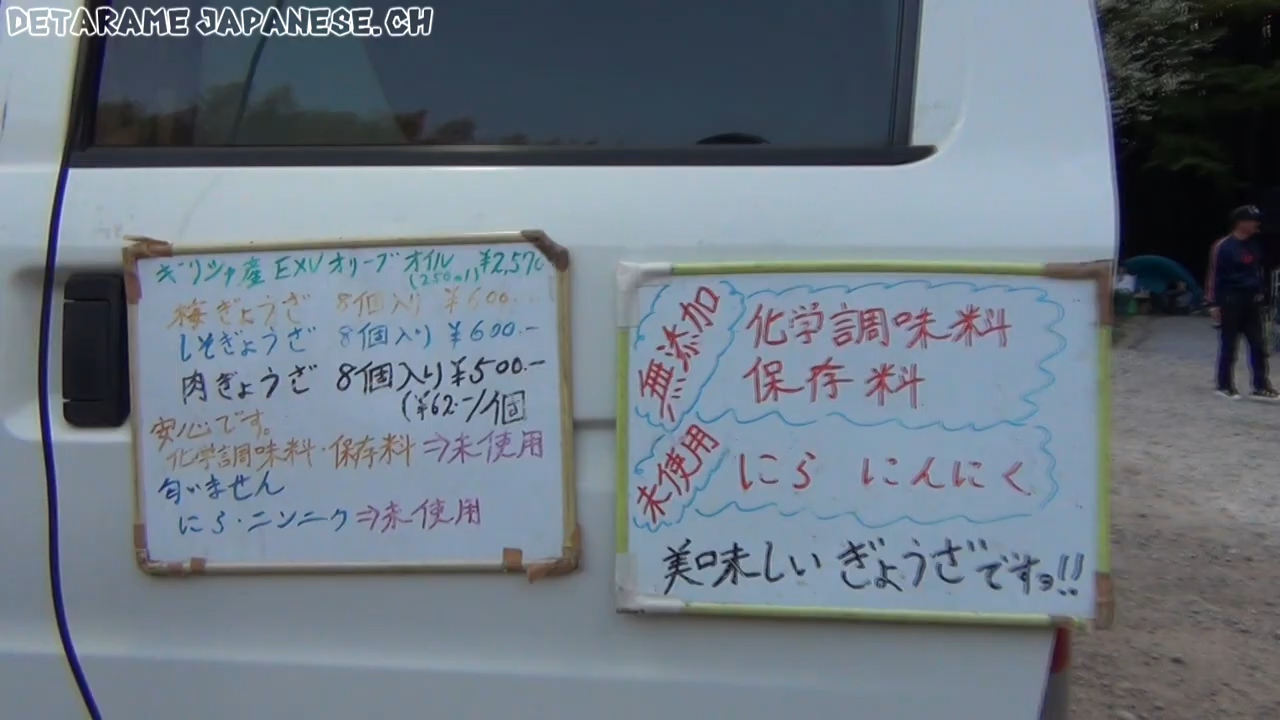 DETARAME JAPANESE.CH
ギリシャ産 EXV オリーブオイル ¥2,570
(250ml)
梅ぎょうざ 8個入り ¥600.-
しそぎょうざ 8個入り ¥600.-
肉ぎょうざ 8個入り ¥500.-
(¥62.-/個
安心です。
化学調味料・保存料⇒未使用
匂いません
にら・ニンニク⇒未使用
無添加
化学調味料
保存料
未使用
にら にんにく
美味しい ぎょうざですョ!!